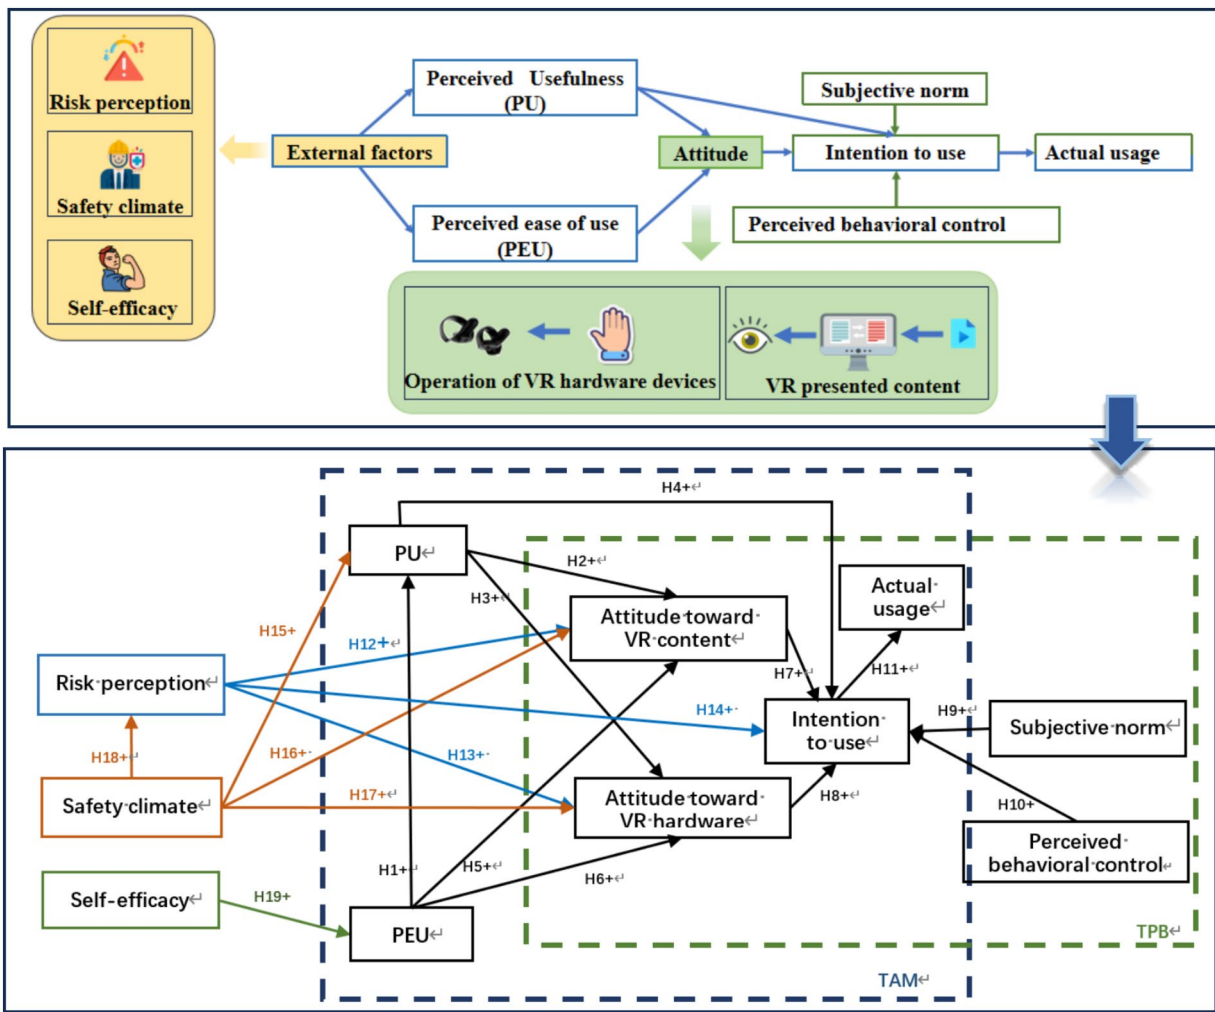 Risk perception
Safety climate
Self-efficacy
External factors
Perceived Usefulness
(PU)
Perceived ease of use
(PEU)
Attitude
Subjective norm
Intention to use
Actual usage
Perceived behavioral control
Operation of VR hardware devices
VR presented content
H4+
PU
H2+
H3+
Actual
usage
Attitude toward
VR content
H15+
H12+
H7+
H11+
Risk perception
H14+
H9+
Intention
to use
Subjective norm
H18+
H16+
H13+
Safety climate
H17+
Attitude toward
VR hardware
H8+
H10+
Perceived
behavioral control
H1+
H5+
H6+
Self-efficacy
H19+
PEU
TPB
TAM